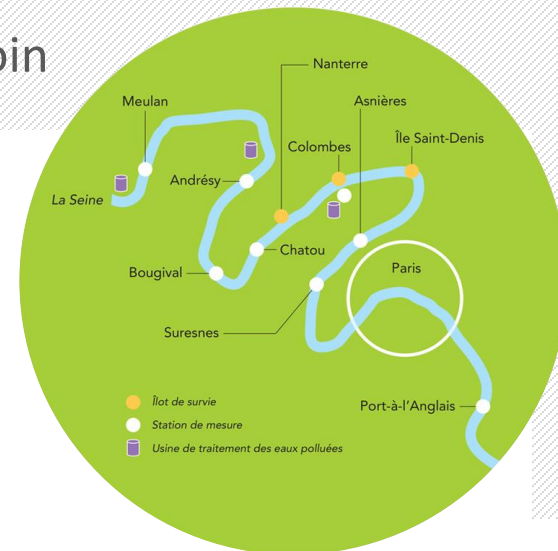 oin
Nanterre
Meulan
Asnières
Colombes
Île Saint-Denis
Andrésy
La Seine
Chatou
Paris
Bougival
Suresnes
Port-à-l'Anglais
Îlot de survie
Station de mesure
Usine de traitement des eaux polluées